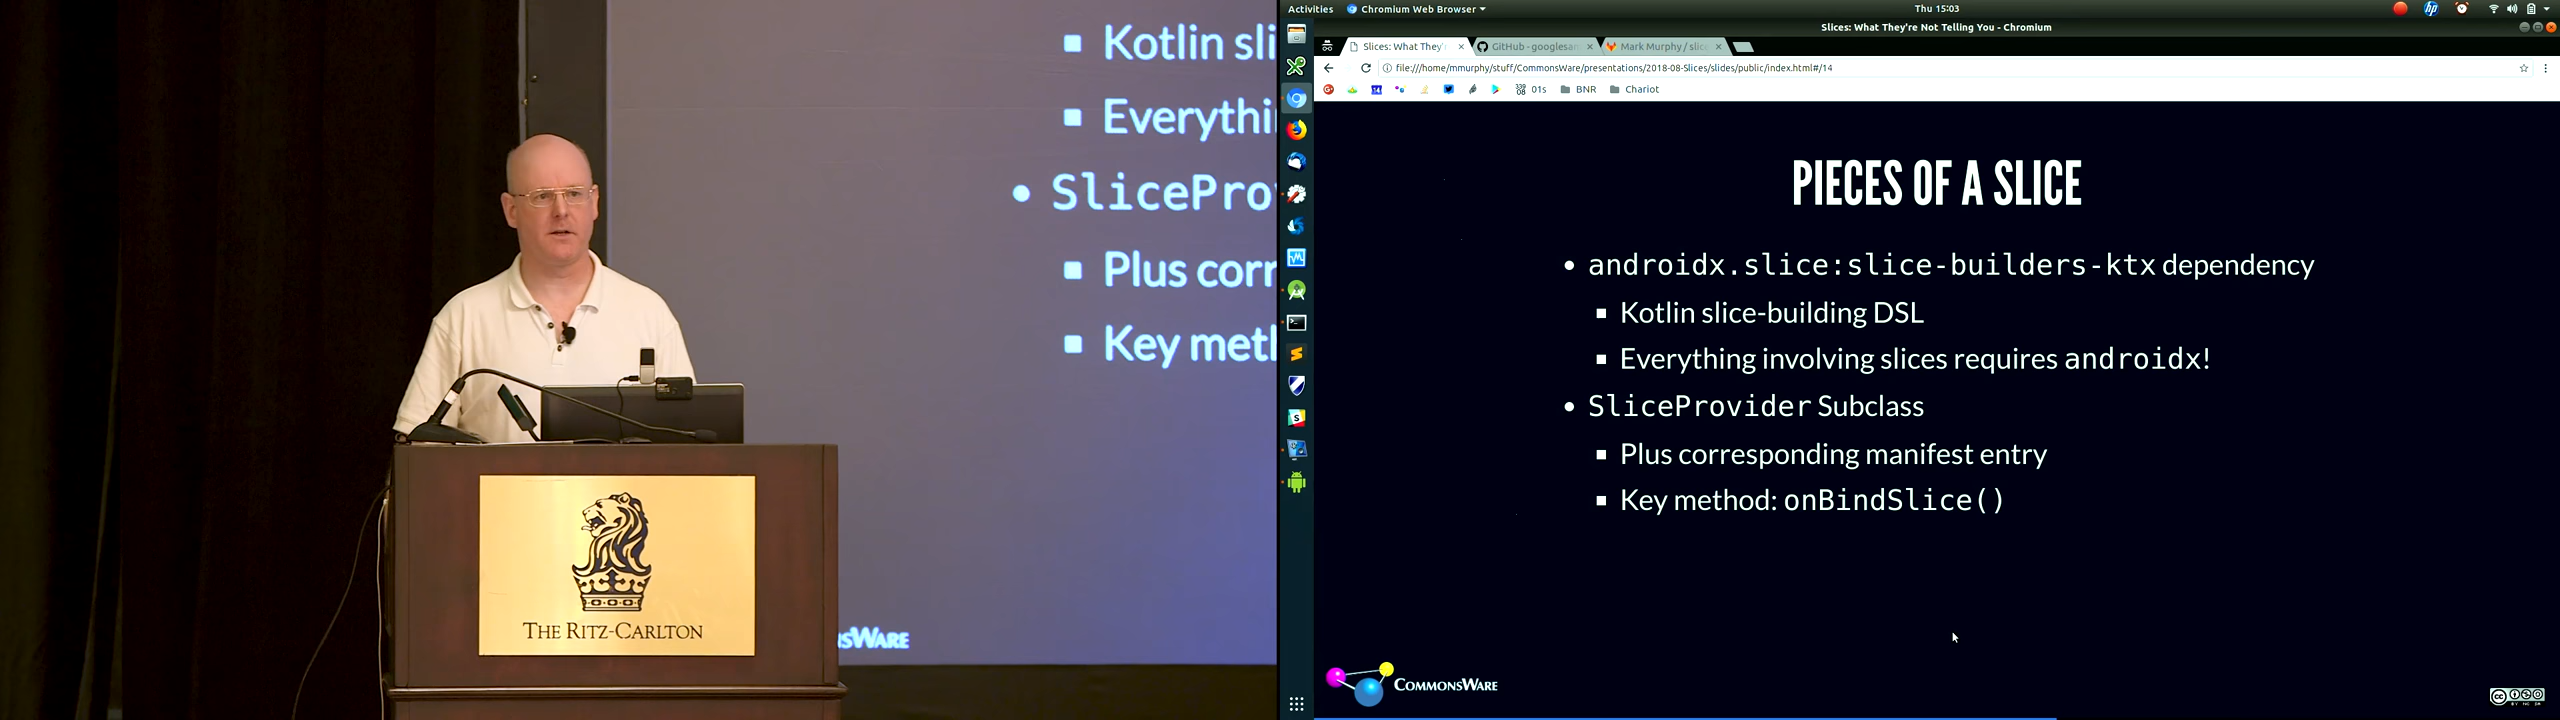 Kotlin sli
Everythi
SlicePro
Plus corr
Key metl
THE RITZ-CARLTON
NSWARE
Activities
Chromium Web Browser
Thu 15:03
Slices: What They're Not Telling You - Chromium
Slices: What They'
GitHub - googlesam
Mark Murphy / slic
file:///home/mmurphy/stuff/CommonsWare/presentations/2018-08-Slices/slides/public/index.html#/14
01s
BNR
Chariot
PIECES OF A SLICE
androidx.slice:slice-builders-ktx dependency
Kotlin slice-building DSL
Everything involving slices requires androidx!
SliceProvider Subclass
Plus corresponding manifest entry
Key method: onBindSlice()
COMMONSWARE